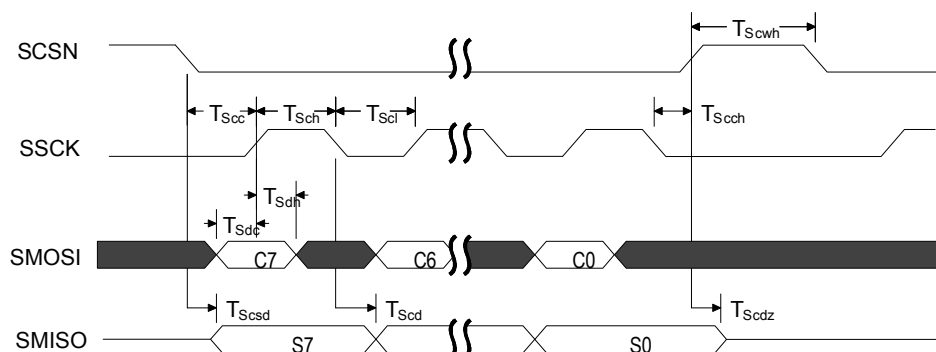 SCSN
TScwh
TScc TSch TScl TScch
SSCK
TSdh
TSdc
SMOSI C7 C6 C0
TScsd TScd TScdz
SMISO S7 S0